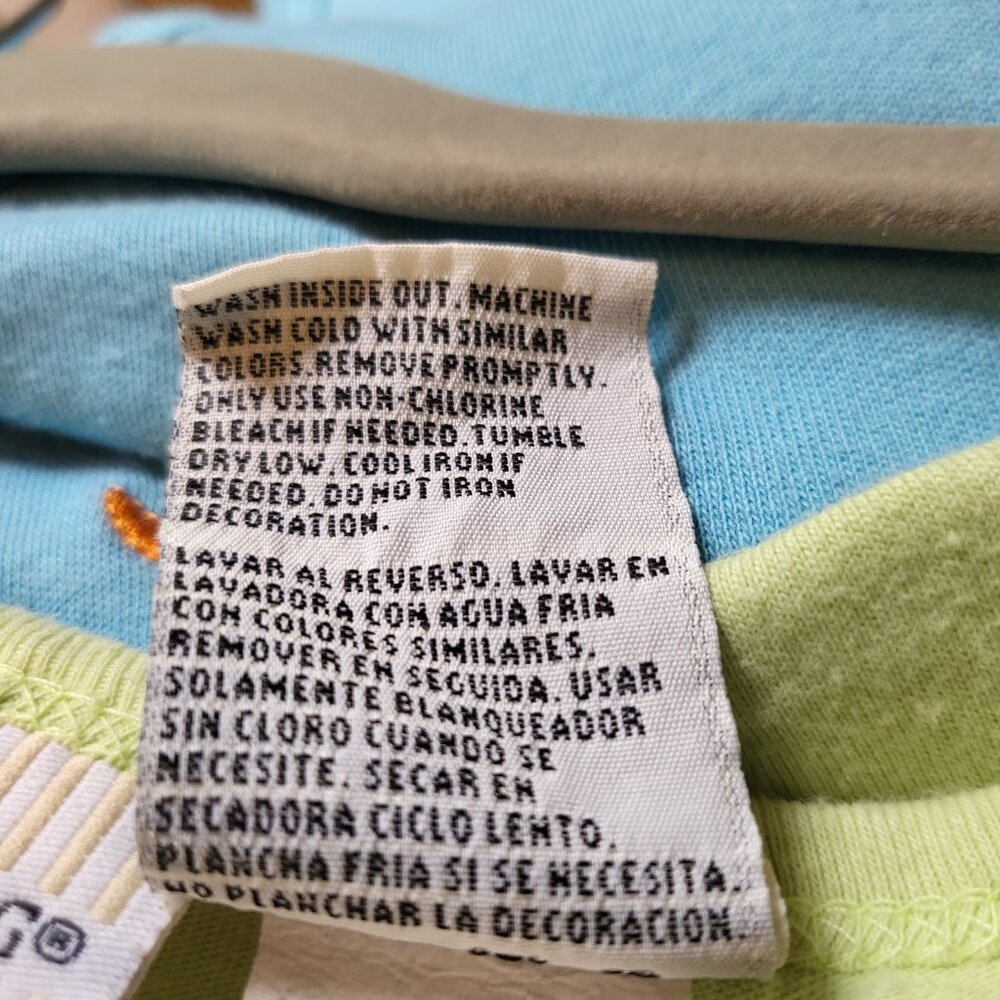 WASH INSIDE OUT. MACHINE
WASH COLD WITH SIMILAR
COLORS. REMOVE PROMPTLY.
ONLY USE NON-CHLORINE
BLEACH IF NEEDED. TUMBLE
DRY LOW. COOL IRON IF
NEEDED. DO NOT IRON
DECORATION.
LAVAR AL REVERSO. LAVAR EN
LAVADORA CON AGUA FRIA
CON COLORES SIMILARES.
REMOVER EN SEGUIDA. USAR
SOLAMENTE BLANQUEADOR
SIN CLORO CUANDO SE
NECESITE. SECAR EN
SECADORA CICLO LENTO.
PLANCHA FRIA SI SE NECESITA.
NO PLANCHAR LA DECORACION.
®